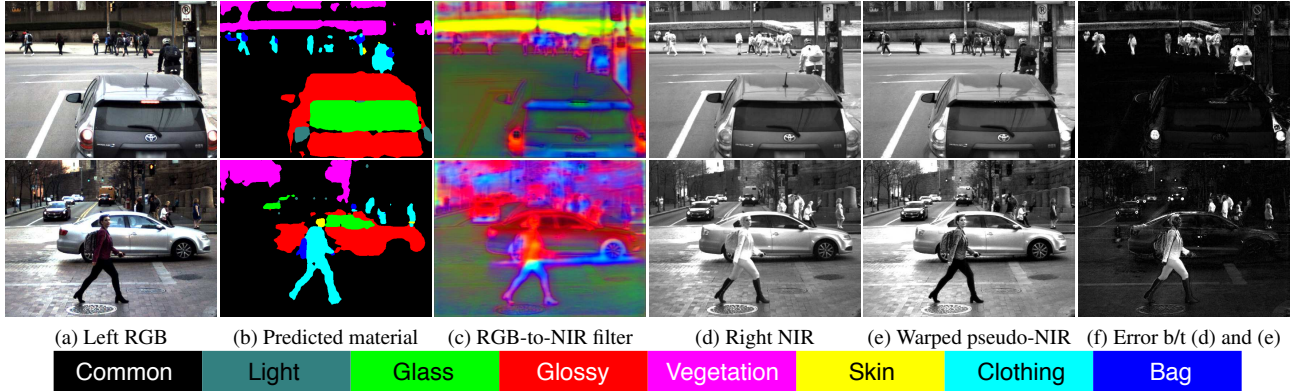 (a) Left RGB (b) Predicted material (c) RGB-to-NIR filter (d) Right NIR (e) Warped pseudo-NIR (f) Error b/t (d) and (e)
Common Light Glass Glossy Vegetation Skin Clothing Bag